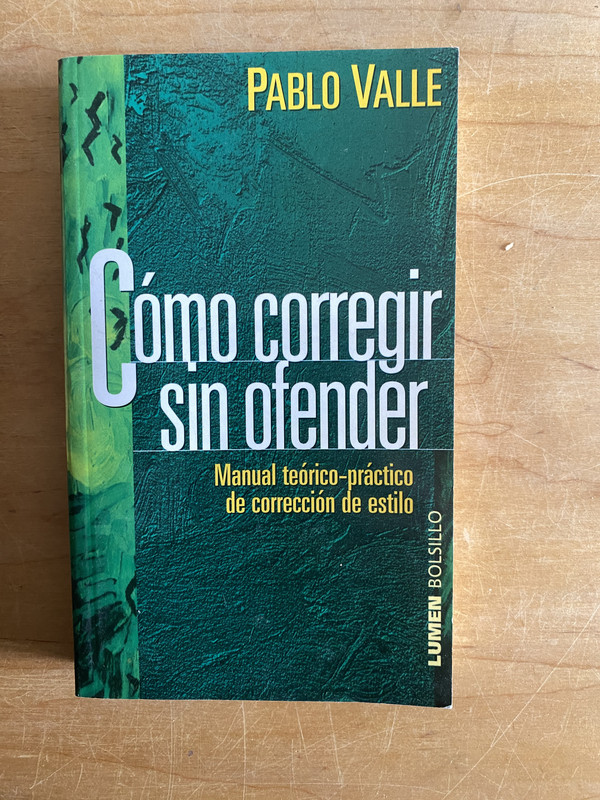 PABLO VALLE
Cómo corregir
sin ofender
Manual teórico-práctico
de corrección de estilo
LUMEN BOLSILLO